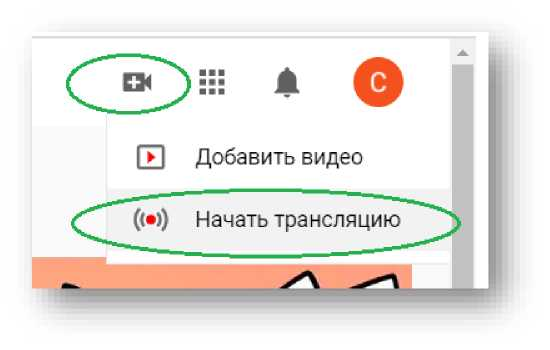 С
Добавить видео
Начать трансляцию